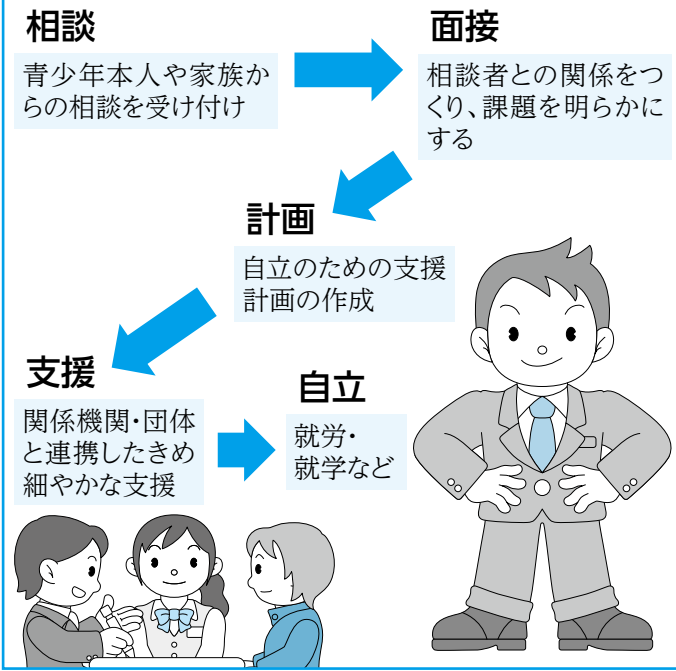 相談
青少年本人や家族か
らの相談を受け付け
面接
相談者との関係をつ
くり、課題を明らかに
する
計画
自立のための支援
計画の作成
支援
関係機関・団体
と連携したきめ
細やかな支援
自立
就労・
就学など